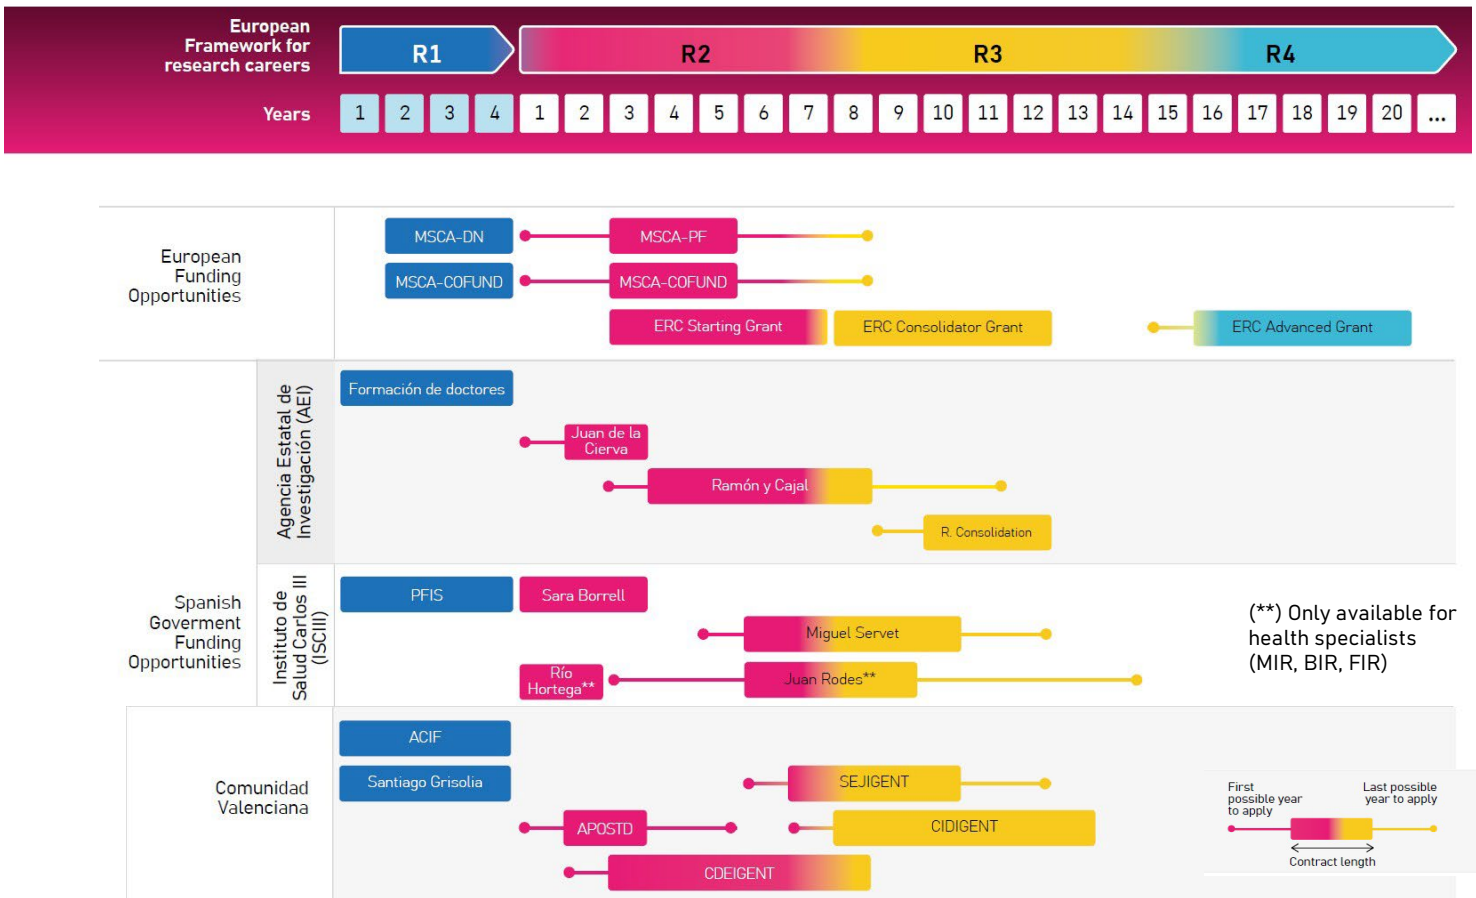 European
Framework for
research careers
R1
R2
R3
R4
Years
1 2 3 4 1 2 3 4 5 6 7 8 9 10 11 12 13 14 15 16 17 18 19 20 ...
European
Funding
Opportunities
MSCA-DN
MSCA-PF
MSCA-COFUND
MSCA-COFUND
ERC Starting Grant
ERC Consolidator Grant
ERC Advanced Grant
Spanish
Goverment
Funding
Opportunities
Agencia Estatal de
Investigación (AEI)
Formación de doctores
Juan de la
Cierva
Ramón y Cajal
R. Consolidation
Instituto de
Salud Carlos III
(ISCIII)
PFIS
Sara Borrell
Miguel Servet
Río
Hortega**
Juan Rodes**
(**) Only available for
health specialists
(MIR, BIR, FIR)
Comunidad
Valenciana
ACIF
Santiago Grisolia
SEJIGENT
APOSTD
CIDIGENT
CDEIGENT
First
possible year
to apply
Last possible
year to apply
Contract length